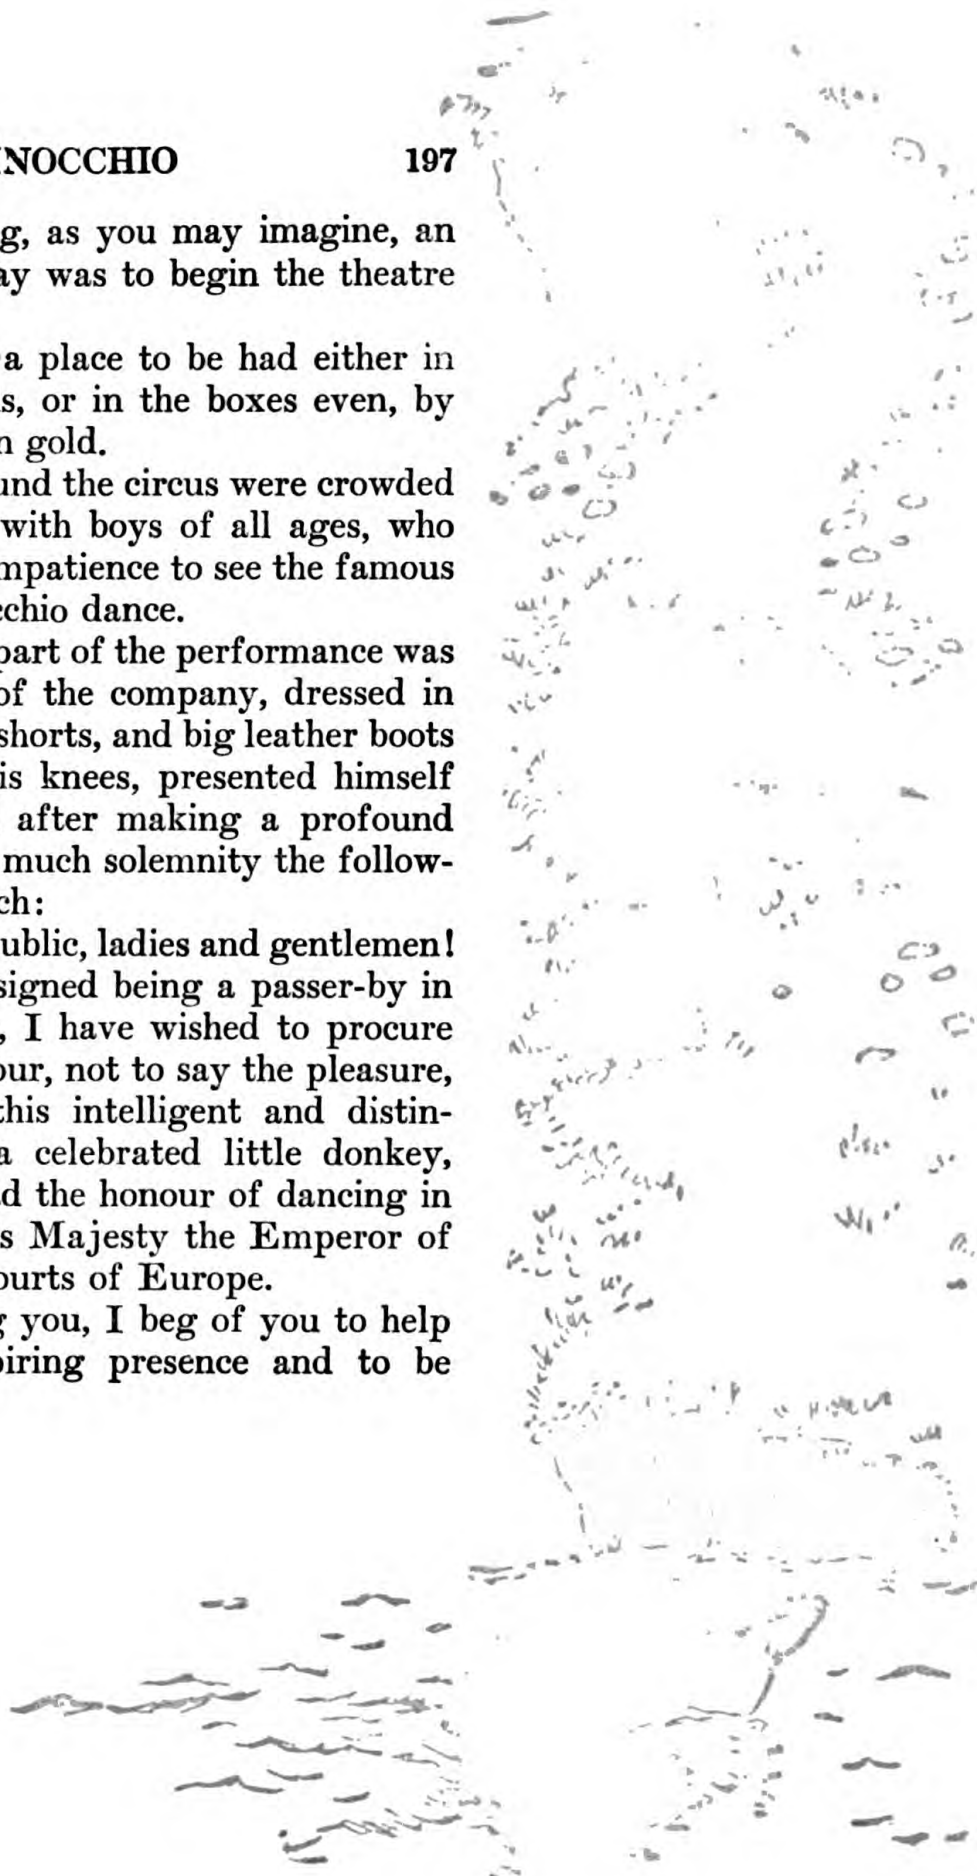 INOCCHIO 197
g, as you may imagine, an
ay was to begin the theatre
a place to be had either in
s, or in the boxes even, by
n gold.
und the circus were crowded
with boys of all ages, who
mpatience to see the famous
cchio dance.
part of the performance was
of the company, dressed in
shorts, and big leather boots
is knees, presented himself
after making a profound
much solemnity the follow-
ch:
ublic, ladies and gentlemen!
signed being a passer-by in
, I have wished to procure
our, not to say the pleasure,
this intelligent and distin-
a celebrated little donkey,
d the honour of dancing in
s Majesty the Emperor of
ourts of Europe.
g you, I beg of you to help
piring presence and to be